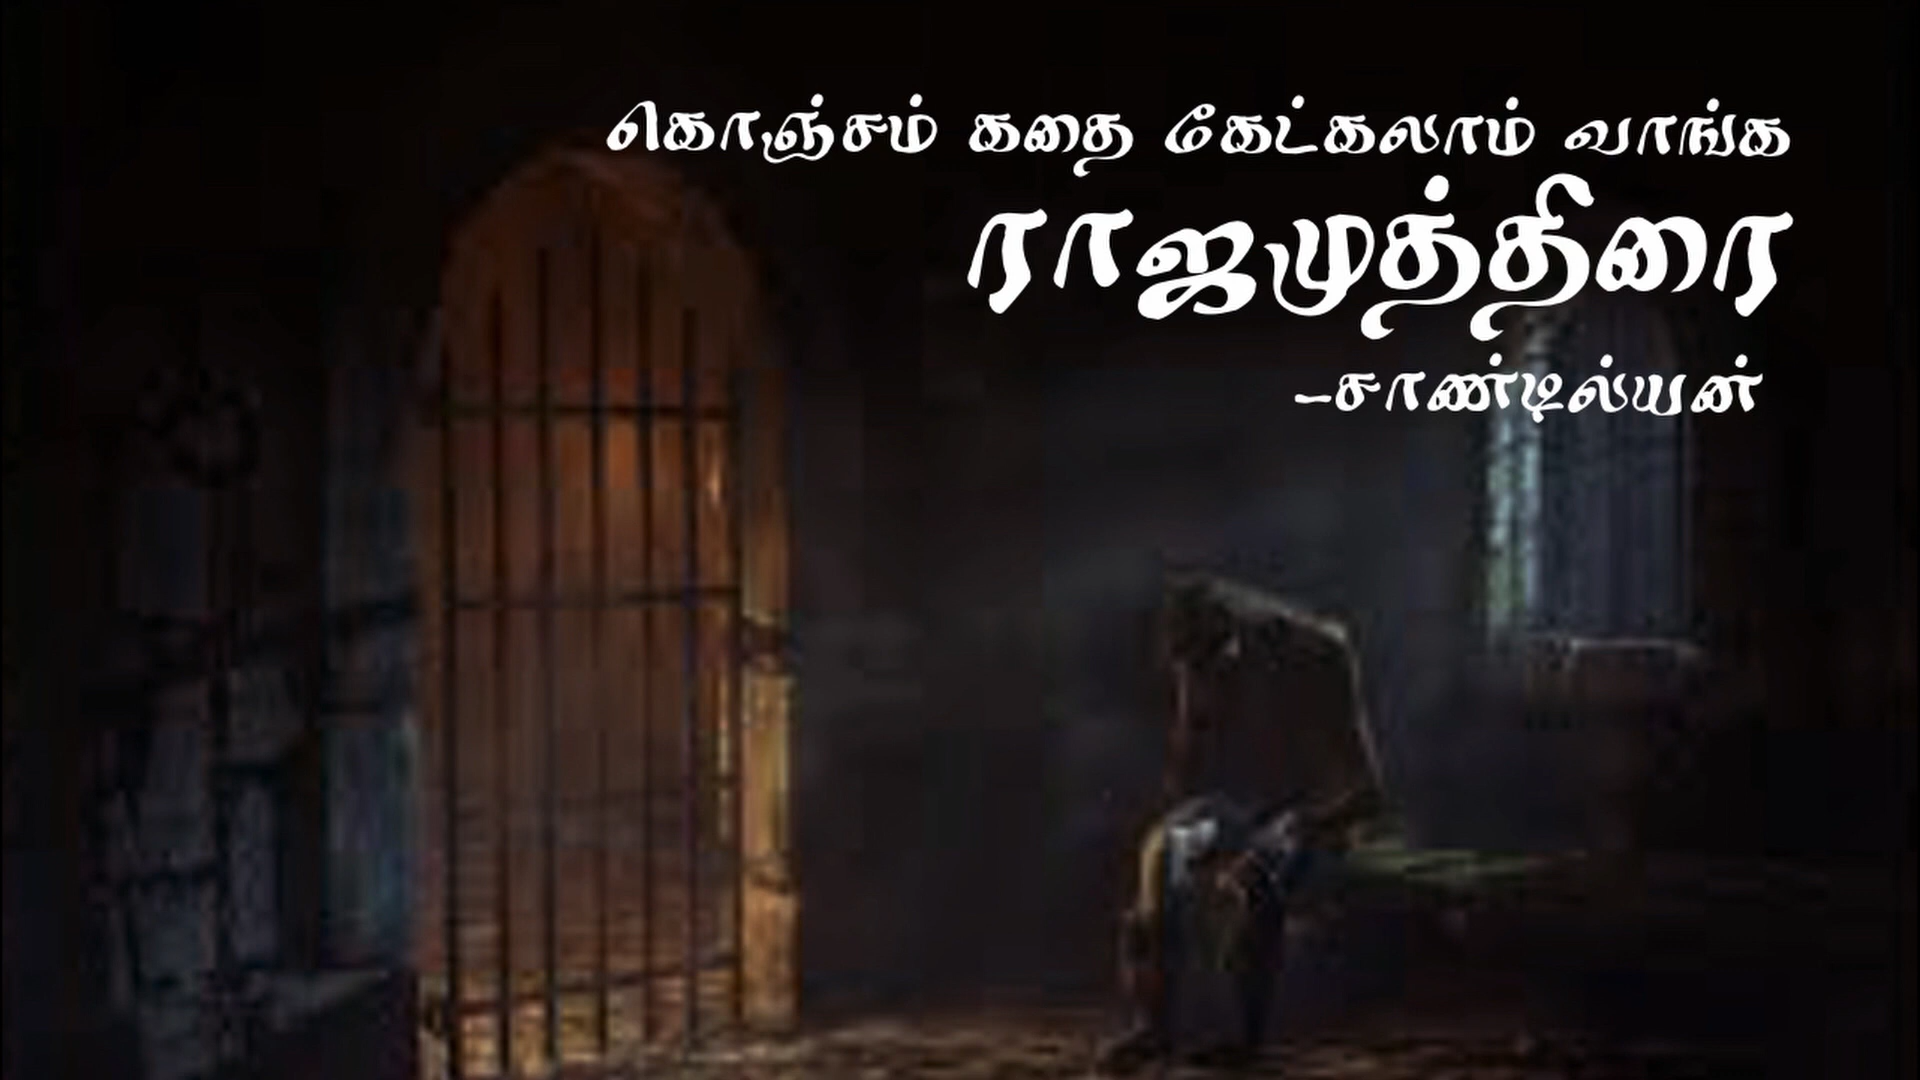 கொஞ்சம் கதை கேட்கலாம் வாங்க
ராஜமுத்திரை
-சாண்டில்யன்